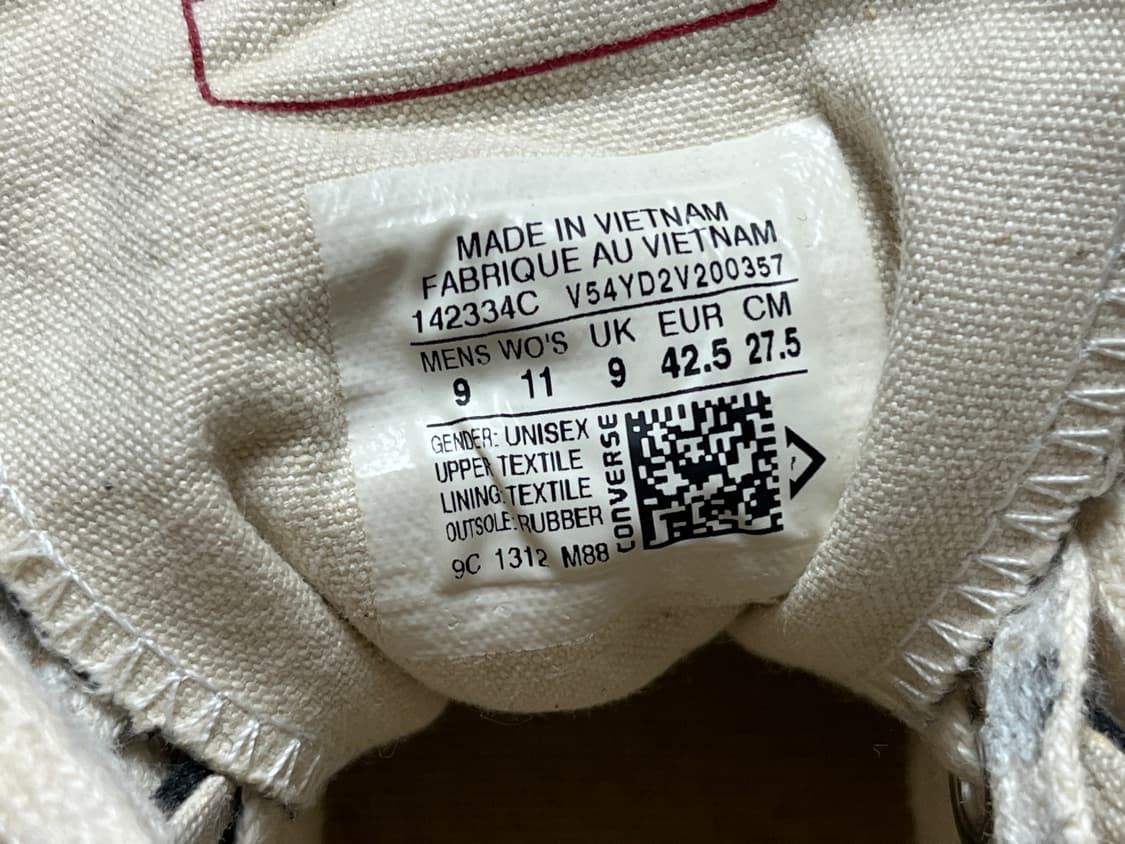 MADE IN VIETNAM
FABRIQUE AU VIETNAM
142334C V54YD2V200357
MENS WO'S UK EUR CM
9 11 9 42.5 27.5
GENDER: UNISEX
UPPER TEXTILE
LINING: TEXTILE
OUTSOLE: RUBBER
9C 1312 M88
CONVERSE